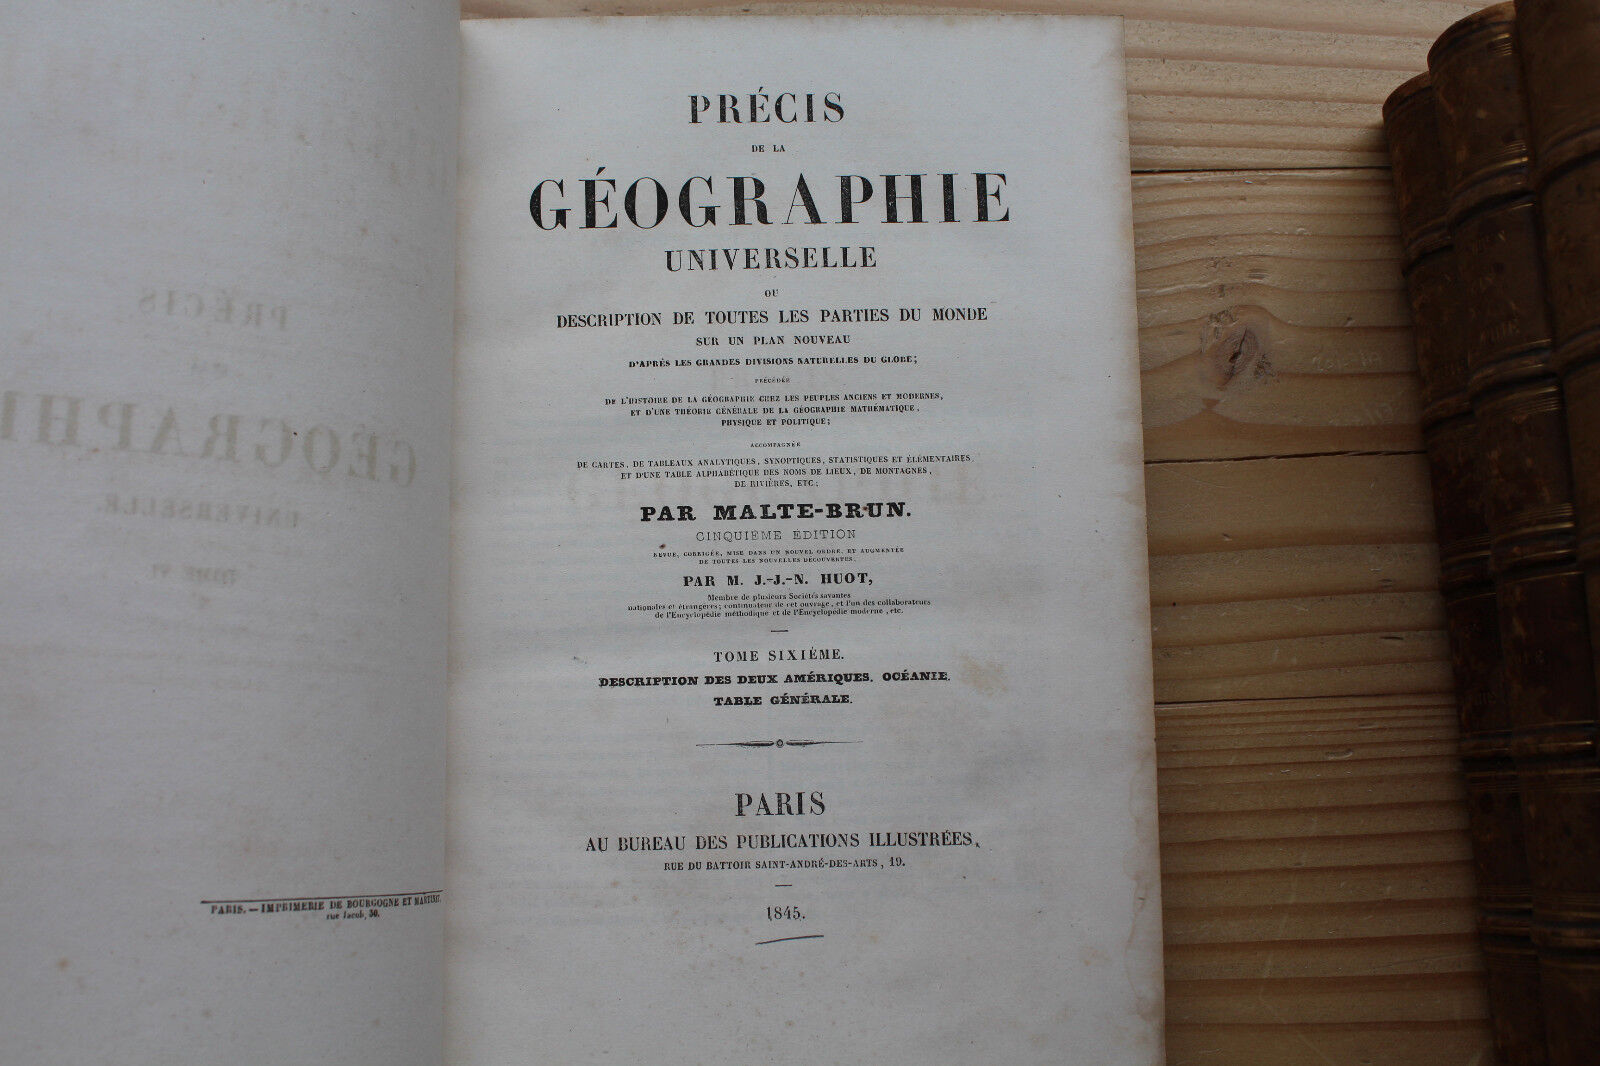 PRÉCIS
GÉOGRAPHIE
UNIVERSELLE.
TOME VI.
PARIS. — IMPRIMERIE DE BOURGOGNE ET MARTINET,
rue Jacob, 30.
PRÉCIS
DE LA
GÉOGRAPHIE
UNIVERSELLE
OU
DESCRIPTION DE TOUTES LES PARTIES DU MONDE
SUR UN PLAN NOUVEAU
D'APRÈS LES GRANDES DIVISIONS NATURELLES DU GLOBE;
PRÉCÉDÉE
DE L'HISTOIRE DE LA GÉOGRAPHIE CHEZ LES PEUPLES ANCIENS ET MODERNES,
ET D'UNE THÉORIE GÉNÉRALE DE LA GÉOGRAPHIE MATHÉMATIQUE,
PHYSIQUE ET POLITIQUE;
ACCOMPAGNÉE
DE CARTES, DE TABLEAUX ANALYTIQUES, SYNOPTIQUES, STATISTIQUES ET ÉLÉMENTAIRES,
ET D'UNE TABLE ALPHABÉTIQUE DES NOMS DE LIEUX, DE MONTAGNES,
DE RIVIÈRES, ETC.;
PAR MALTE-BRUN.
CINQUIÈME ÉDITION
REVUE, CORRIGÉE, MISE DANS UN NOUVEL ORDRE, ET AUGMENTÉE
DE TOUTES LES NOUVELLES DÉCOUVERTES,
PAR M. J.-J.-N. HUOT,
Membre de plusieurs Sociétés savantes
nationales et étrangères; continuateur de cet ouvrage, et l'un des collaborateurs
de l'Encyclopédie méthodique et de l'Encyclopédie moderne, etc.
TOME SIXIÈME.
DESCRIPTION DES DEUX AMÉRIQUES. OCÉANIE.
TABLE GÉNÉRALE.
PARIS
AU BUREAU DES PUBLICATIONS ILLUSTRÉES,
RUE DU BATTOIR SAINT-ANDRÉ-DES-ARTS, 19.
1845.